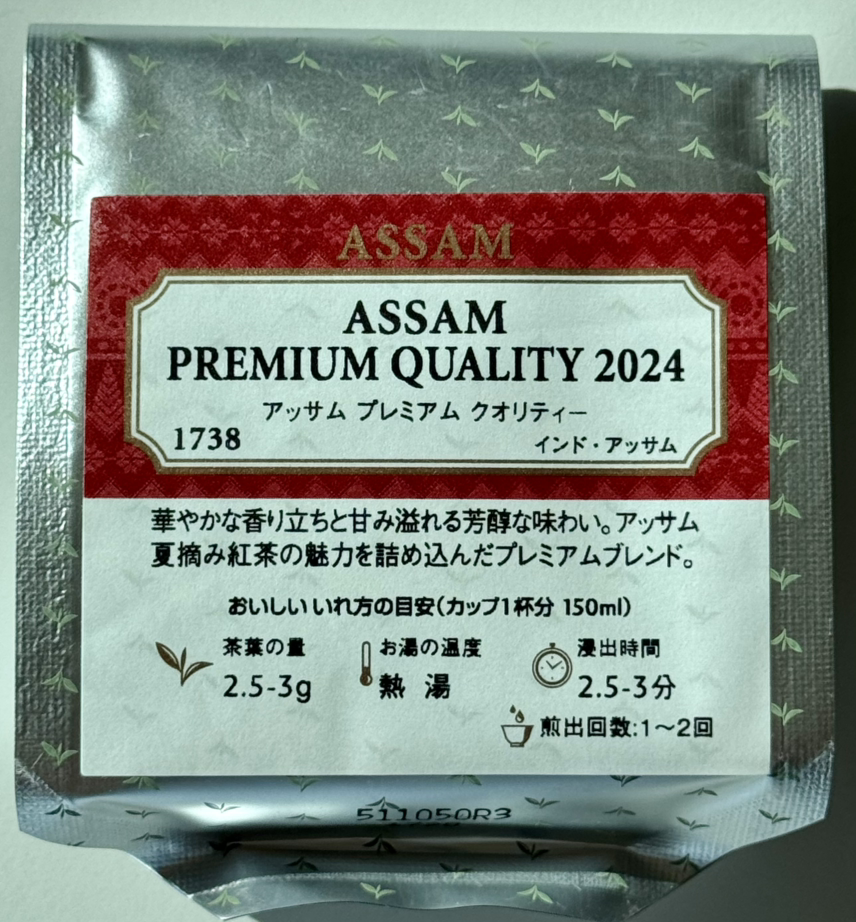 ASSAM
ASSAM
PREMIUM QUALITY 2024
アッサム プレミアム クオリティー
1738
インド・アッサム
華やかな香り立ちと甘み溢れる芳醇な味わい。アッサム
夏摘み紅茶の魅力を詰め込んだプレミアムブレンド。
おいしいいれ方の目安(カップ1杯分 150ml)
茶葉の量 お湯の温度 浸出時間
2.5-3g 熱湯 2.5-3分
煎出回数:1〜2回
511050R3